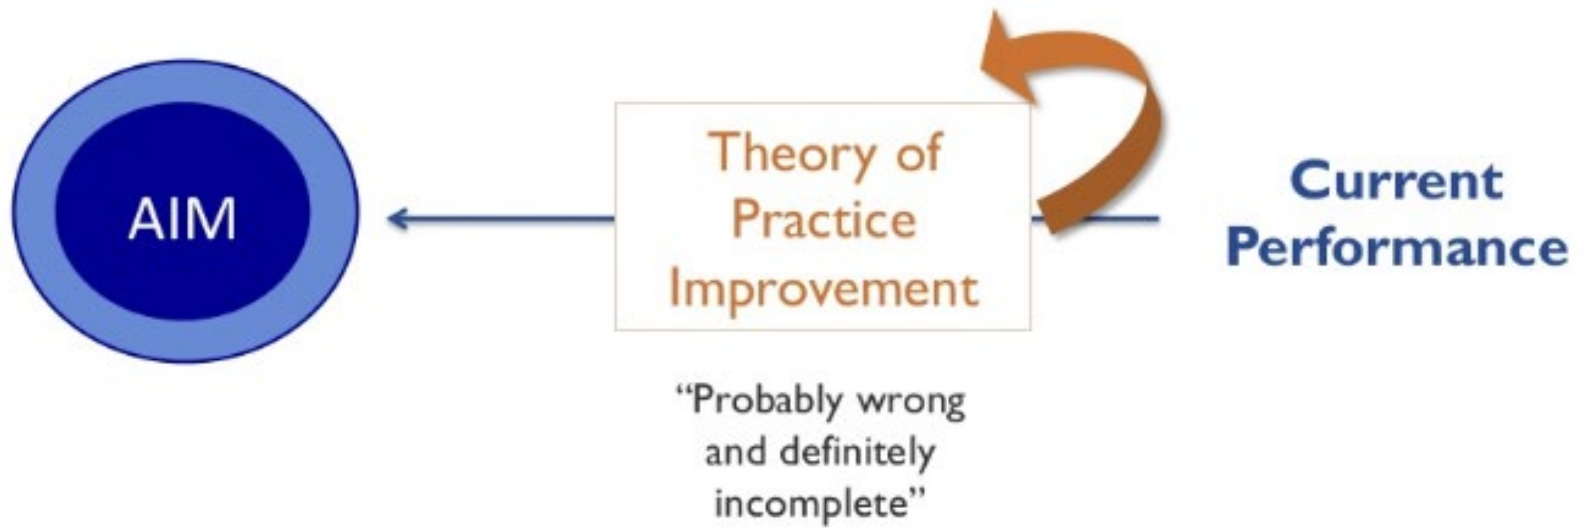 AIM
Theory of
Practice
Improvement
Current
Performance
“Probably wrong
and definitely
incomplete”